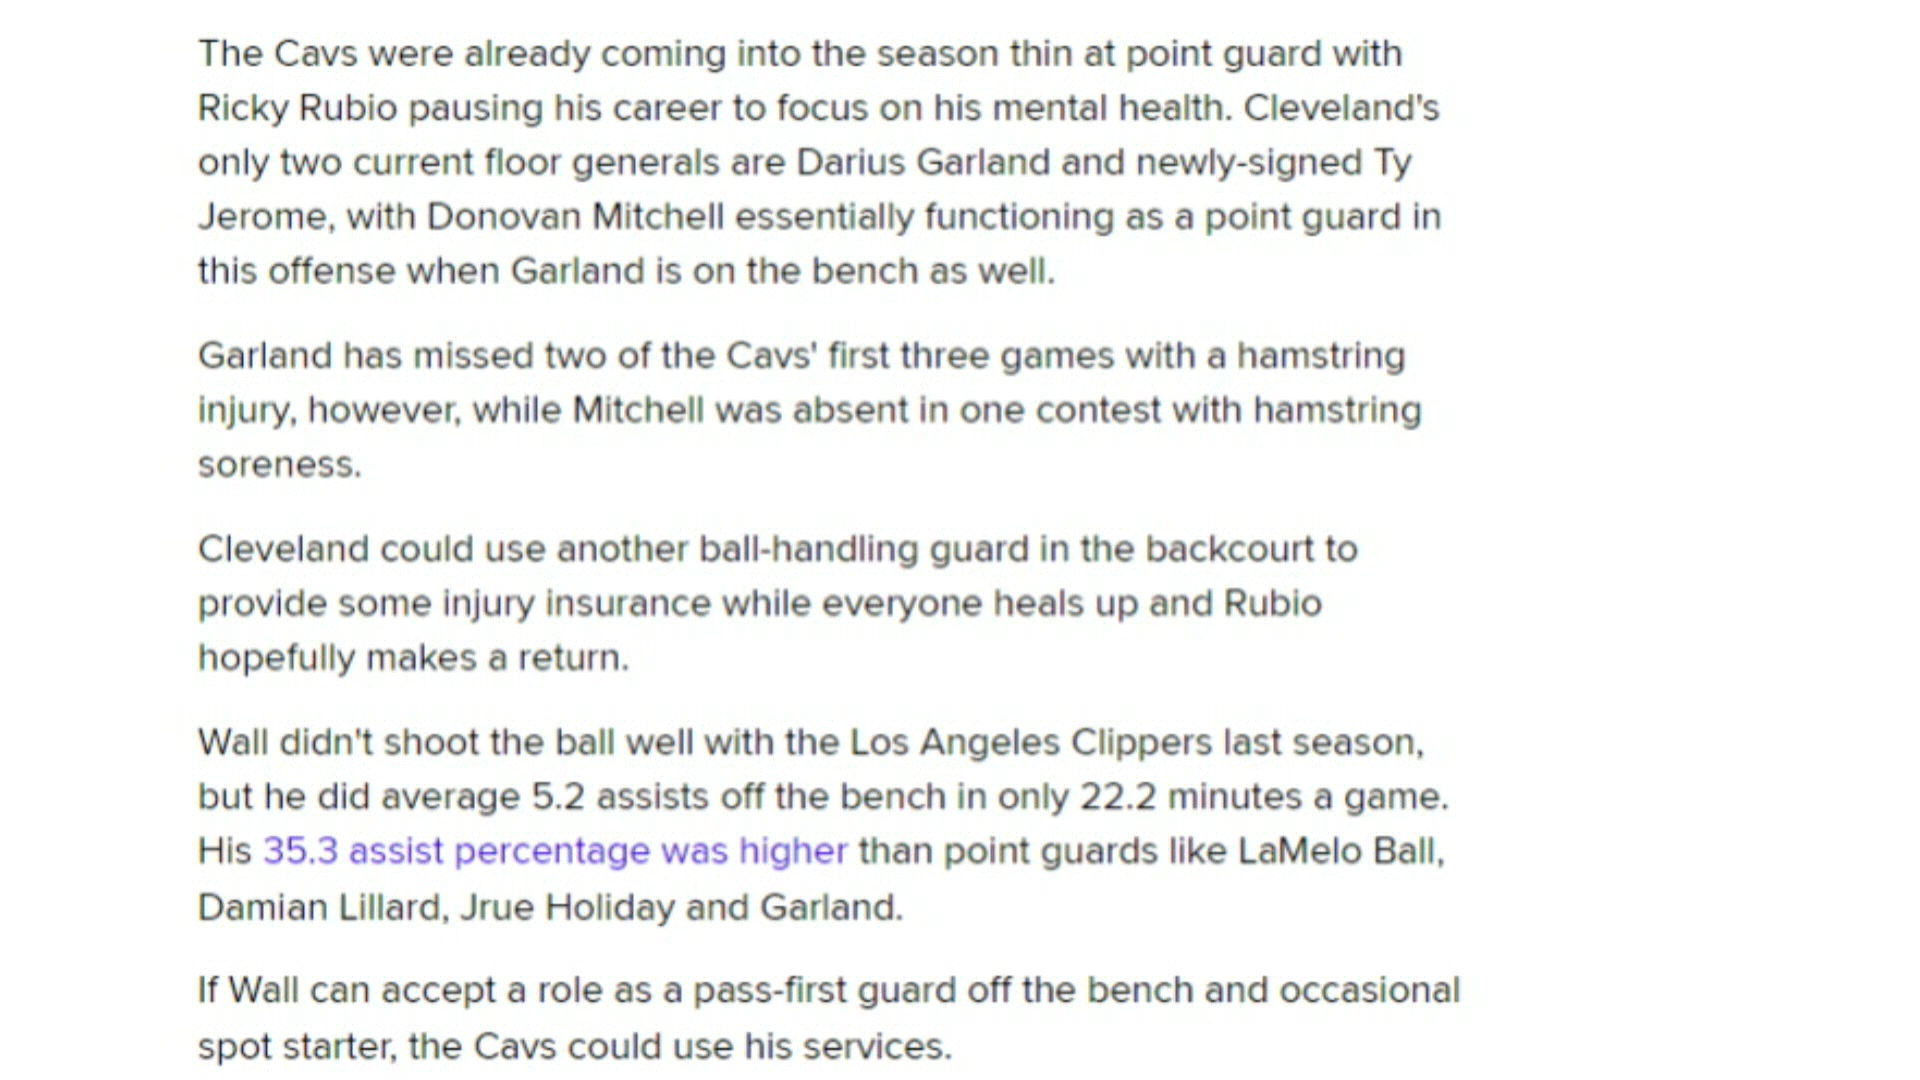 The Cavs were already coming into the season thin at point guard with
Ricky Rubio pausing his career to focus on his mental health. Cleveland's
only two current floor generals are Darius Garland and newly-signed Ty
Jerome, with Donovan Mitchell essentially functioning as a point guard in
this offense when Garland is on the bench as well.
Garland has missed two of the Cavs' first three games with a hamstring
injury, however, while Mitchell was absent in one contest with hamstring
soreness.
Cleveland could use another ball-handling guard in the backcourt to
provide some injury insurance while everyone heals up and Rubio
hopefully makes a return.
Wall didn't shoot the ball well with the Los Angeles Clippers last season,
but he did average 5.2 assists off the bench in only 22.2 minutes a game.
His 35.3 assist percentage was higher than point guards like LaMelo Ball,
Damian Lillard, Jrue Holiday and Garland.
If Wall can accept a role as a pass-first guard off the bench and occasional
spot starter, the Cavs could use his services.